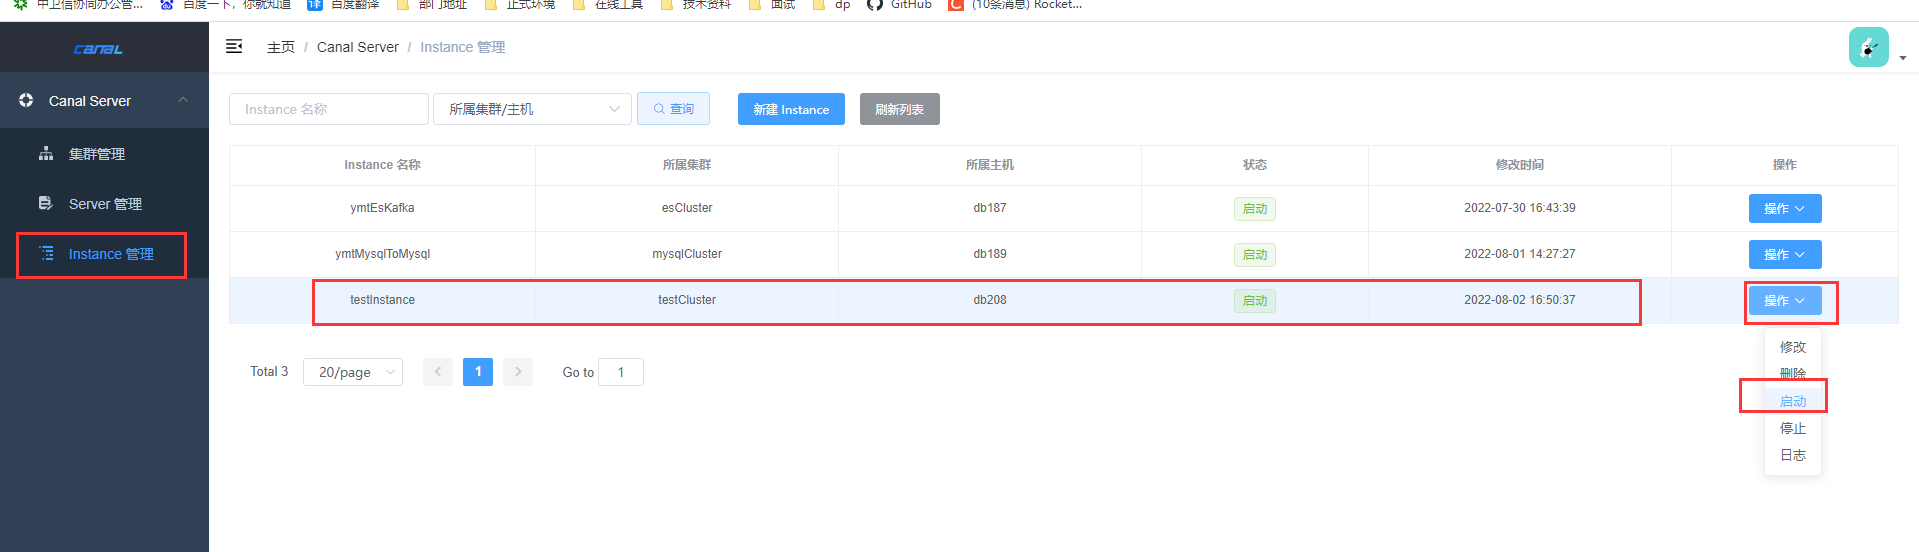 中卫信协同办公管... 百度一下，你就知道 百度翻译 部门地址 正式环境 在线工具 技术资料 面试 dp GitHub (10条消息) Rocket...
canal
主页 / Canal Server / Instance 管理
Canal Server
集群管理
Server 管理
Instance 管理
Instance 名称 所属集群/主机 查询 新建 Instance 刷新列表
Instance 名称 所属集群 所属主机 状态 修改时间 操作
ymtEsKafka esCluster db187 启动 2022-07-30 16:43:39 操作
ymtMysqlToMysql mysqlCluster db189 启动 2022-08-01 14:27:27 操作
testInstance testCluster db208 启动 2022-08-02 16:50:37 操作
修改
删除
启动
停止
日志
Total 3 20/page 1 Go to 1